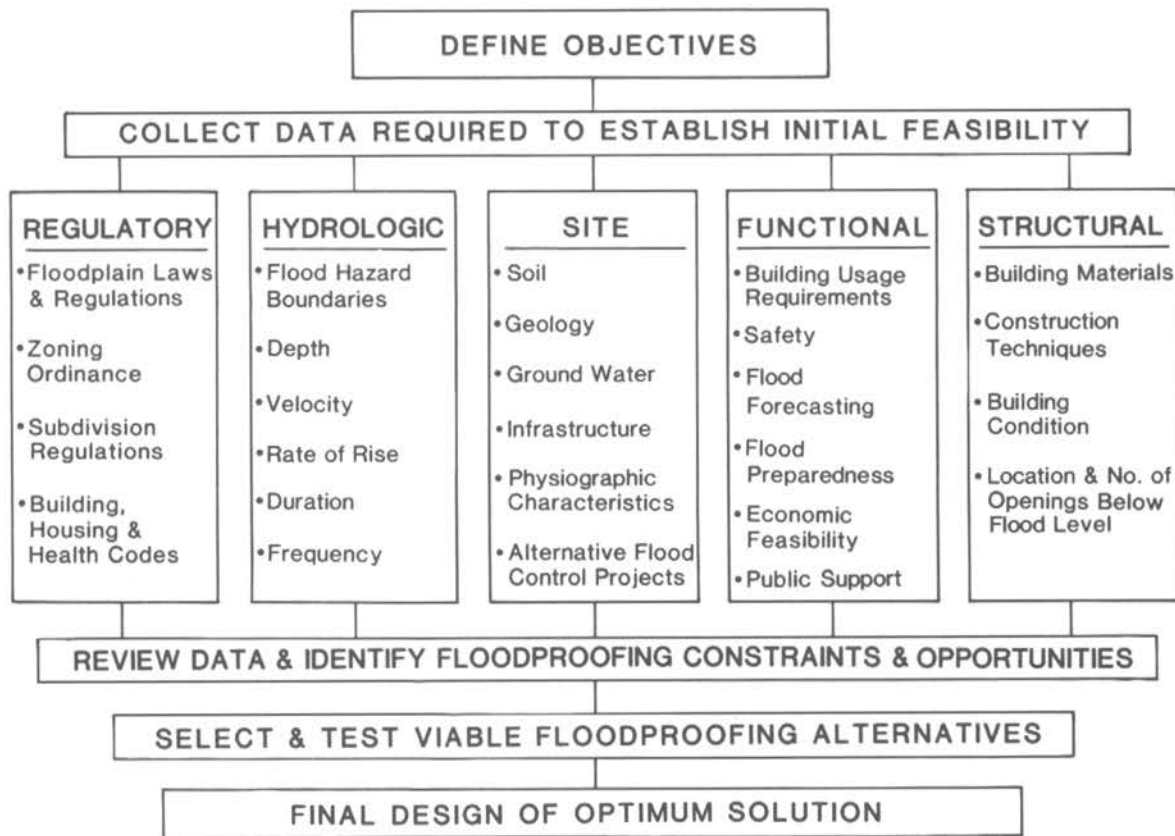 DEFINE OBJECTIVES
COLLECT DATA REQUIRED TO ESTABLISH INITIAL FEASIBILITY
REGULATORY
•Floodplain Laws
& Regulations
•Zoning
Ordinance
•Subdivision
Regulations
•Building,
Housing &
Health Codes
HYDROLOGIC
•Flood Hazard
Boundaries
•Depth
•Velocity
•Rate of Rise
•Duration
•Frequency
SITE
•Soil
•Geology
•Ground Water
•Infrastructure
•Physiographic
Characteristics
•Alternative Flood
Control Projects
FUNCTIONAL
•Building Usage
Requirements
•Safety
•Flood
Forecasting
•Flood
Preparedness
•Economic
Feasibility
•Public Support
STRUCTURAL
•Building Materials
•Construction
Techniques
•Building
Condition
•Location & No. of
Openings Below
Flood Level
REVIEW DATA & IDENTIFY FLOODPROOFING CONSTRAINTS & OPPORTUNITIES
SELECT & TEST VIABLE FLOODPROOFING ALTERNATIVES
FINAL DESIGN OF OPTIMUM SOLUTION